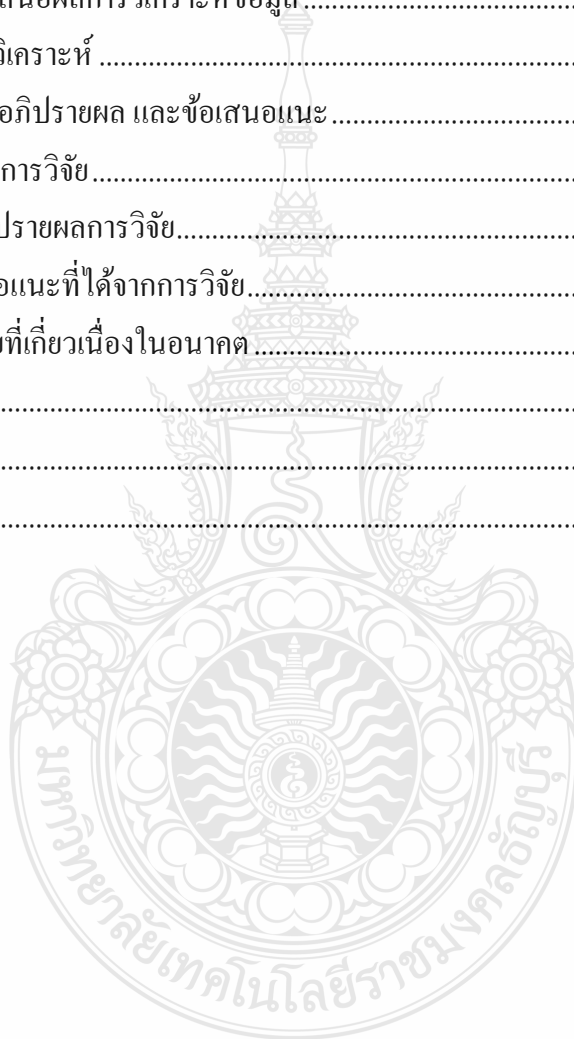 เสนอผลการวิเคราะห์ข้อมูล....................................................
วิเคราะห์ ....................................................................................
อภิปรายผล และข้อเสนอแนะ.............................................
การวิจัย.....................................................................................
ปรายผลการวิจัย.......................................................................
อแนะที่ได้จากการวิจัย..........................................................
ยที่เกี่ยวเนื่องในอนาคต .........................................................
....................................................................................................
....................................................................................................
....................................................................................................
มหาวิทยาลัยเทคโนโลยีราชมงคลธัญบุรี